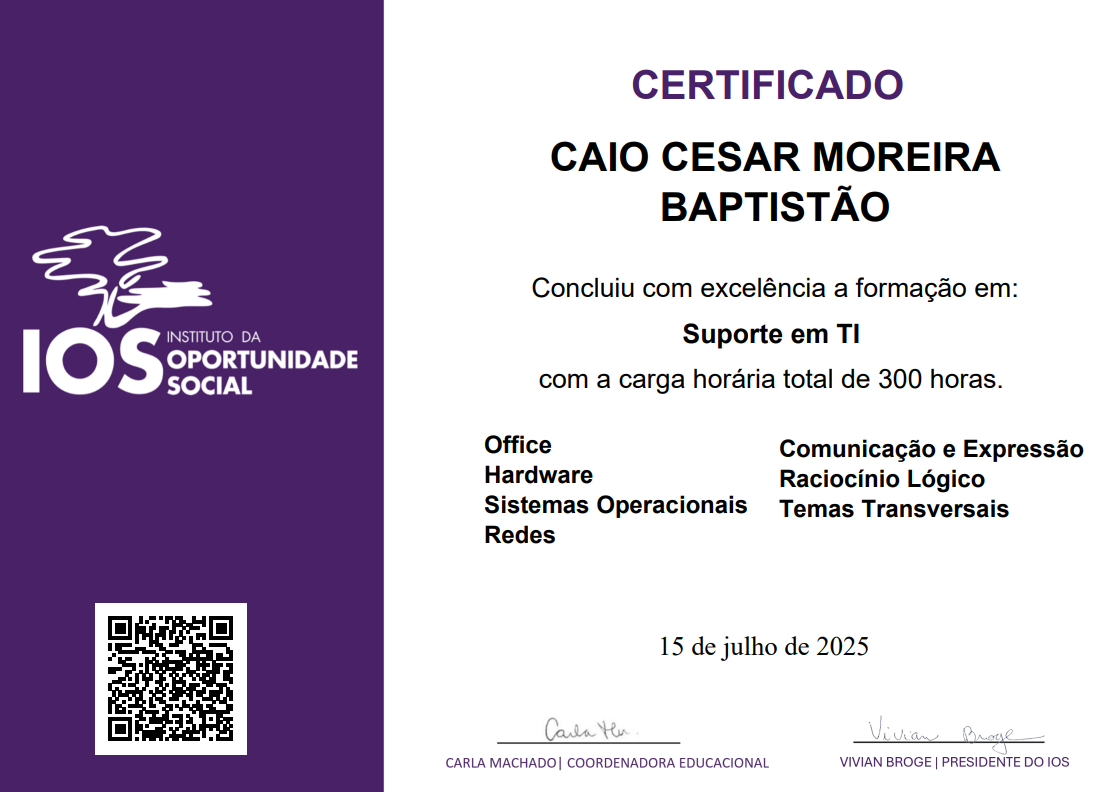 IOS INSTITUTO DA
OPORTUNIDADE
SOCIAL
CERTIFICADO
CAIO CESAR MOREIRA
BAPTISTÃO
Concluiu com excelência a formação em:
Suporte em TI
com a carga horária total de 300 horas.
Office
Hardware
Sistemas Operacionais
Redes
Comunicação e Expressão
Raciocínio Lógico
Temas Transversais
15 de julho de 2025
Carla
CARLA MACHADO| COORDENADORA EDUCACIONAL
Vivian Broge
VIVIAN BROGE | PRESIDENTE DO IOS